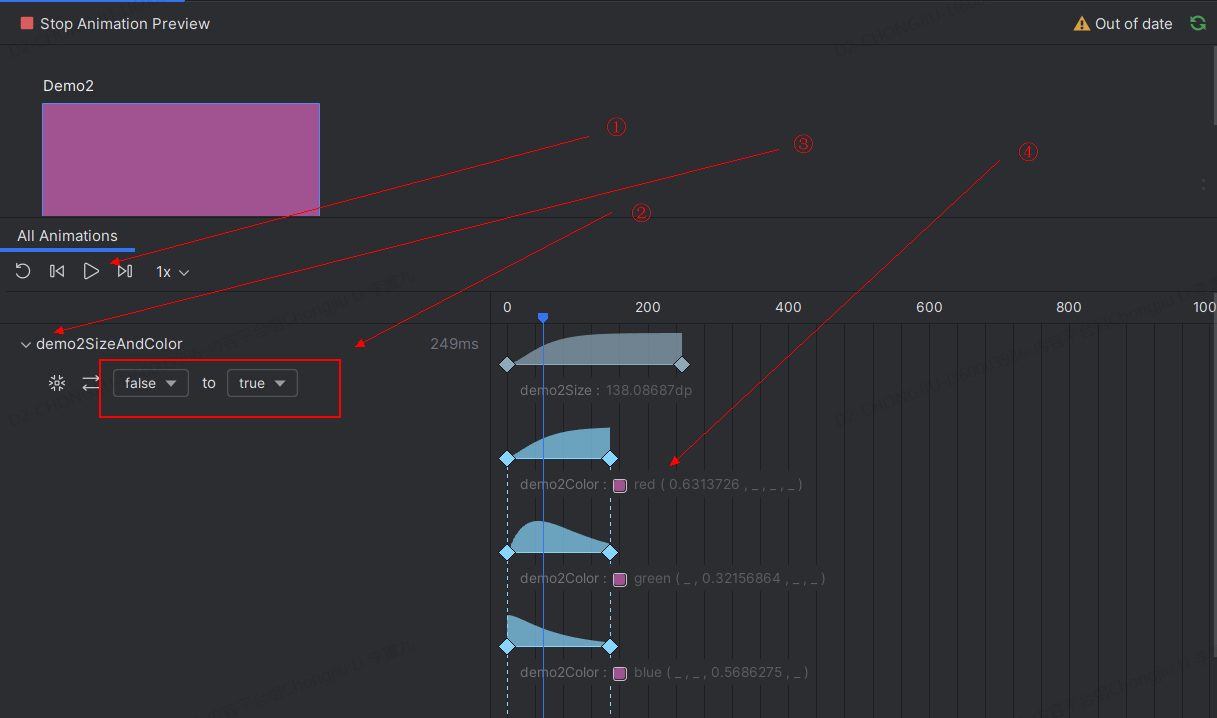 Stop Animation Preview
Out of date
Demo2
①
③
④
②
All Animations
1x
0 200 400 600 800 100
demo2SizeAndColor 249ms
demo2Size : 138.08687dp
false to true
demo2Color : red ( 0.6313726 , _ , _ , _ )
demo2Color : green ( _ , 0.32156864 , _ , _ )
demo2Color : blue ( _ , _ , 0.5686275 , _ )